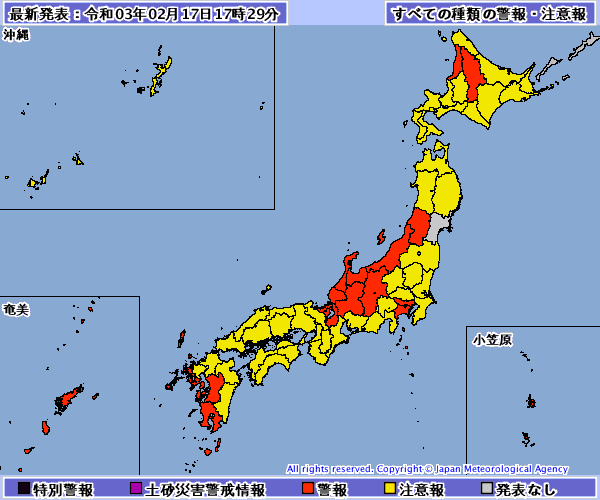 最新発表：令和03年02月17日17時29分
すべての種類の警報・注意報
沖縄
奄美
小笠原
All rights reserved. Copyright © Japan Meteorological Agency
特別警報 土砂災害警戒情報 警報 注意報 発表なし